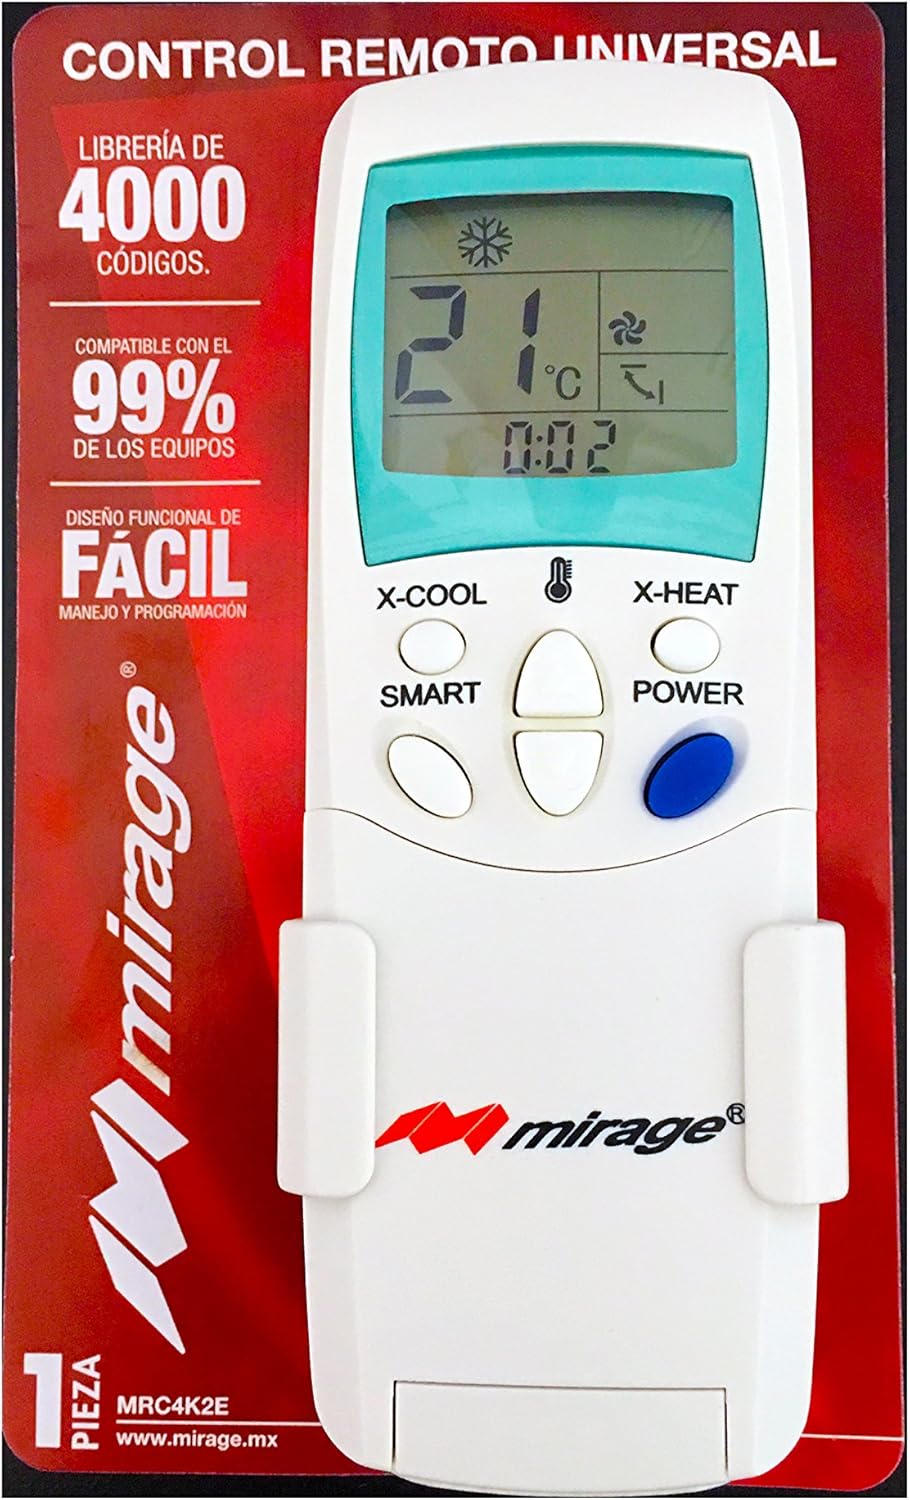 CONTROL REMOTO UNIVERSAL
LIBRERÍA DE
4000
CÓDIGOS.
COMPATIBLE CON EL
99%
DE LOS EQUIPOS
DISEÑO FUNCIONAL DE
FÁCIL
MANEJO Y PROGRAMACIÓN
mirage®
1 PIEZA
MRC4K2E
www.mirage.mx
21 °C
0:02
X-COOL
X-HEAT
SMART
POWER
mirage®